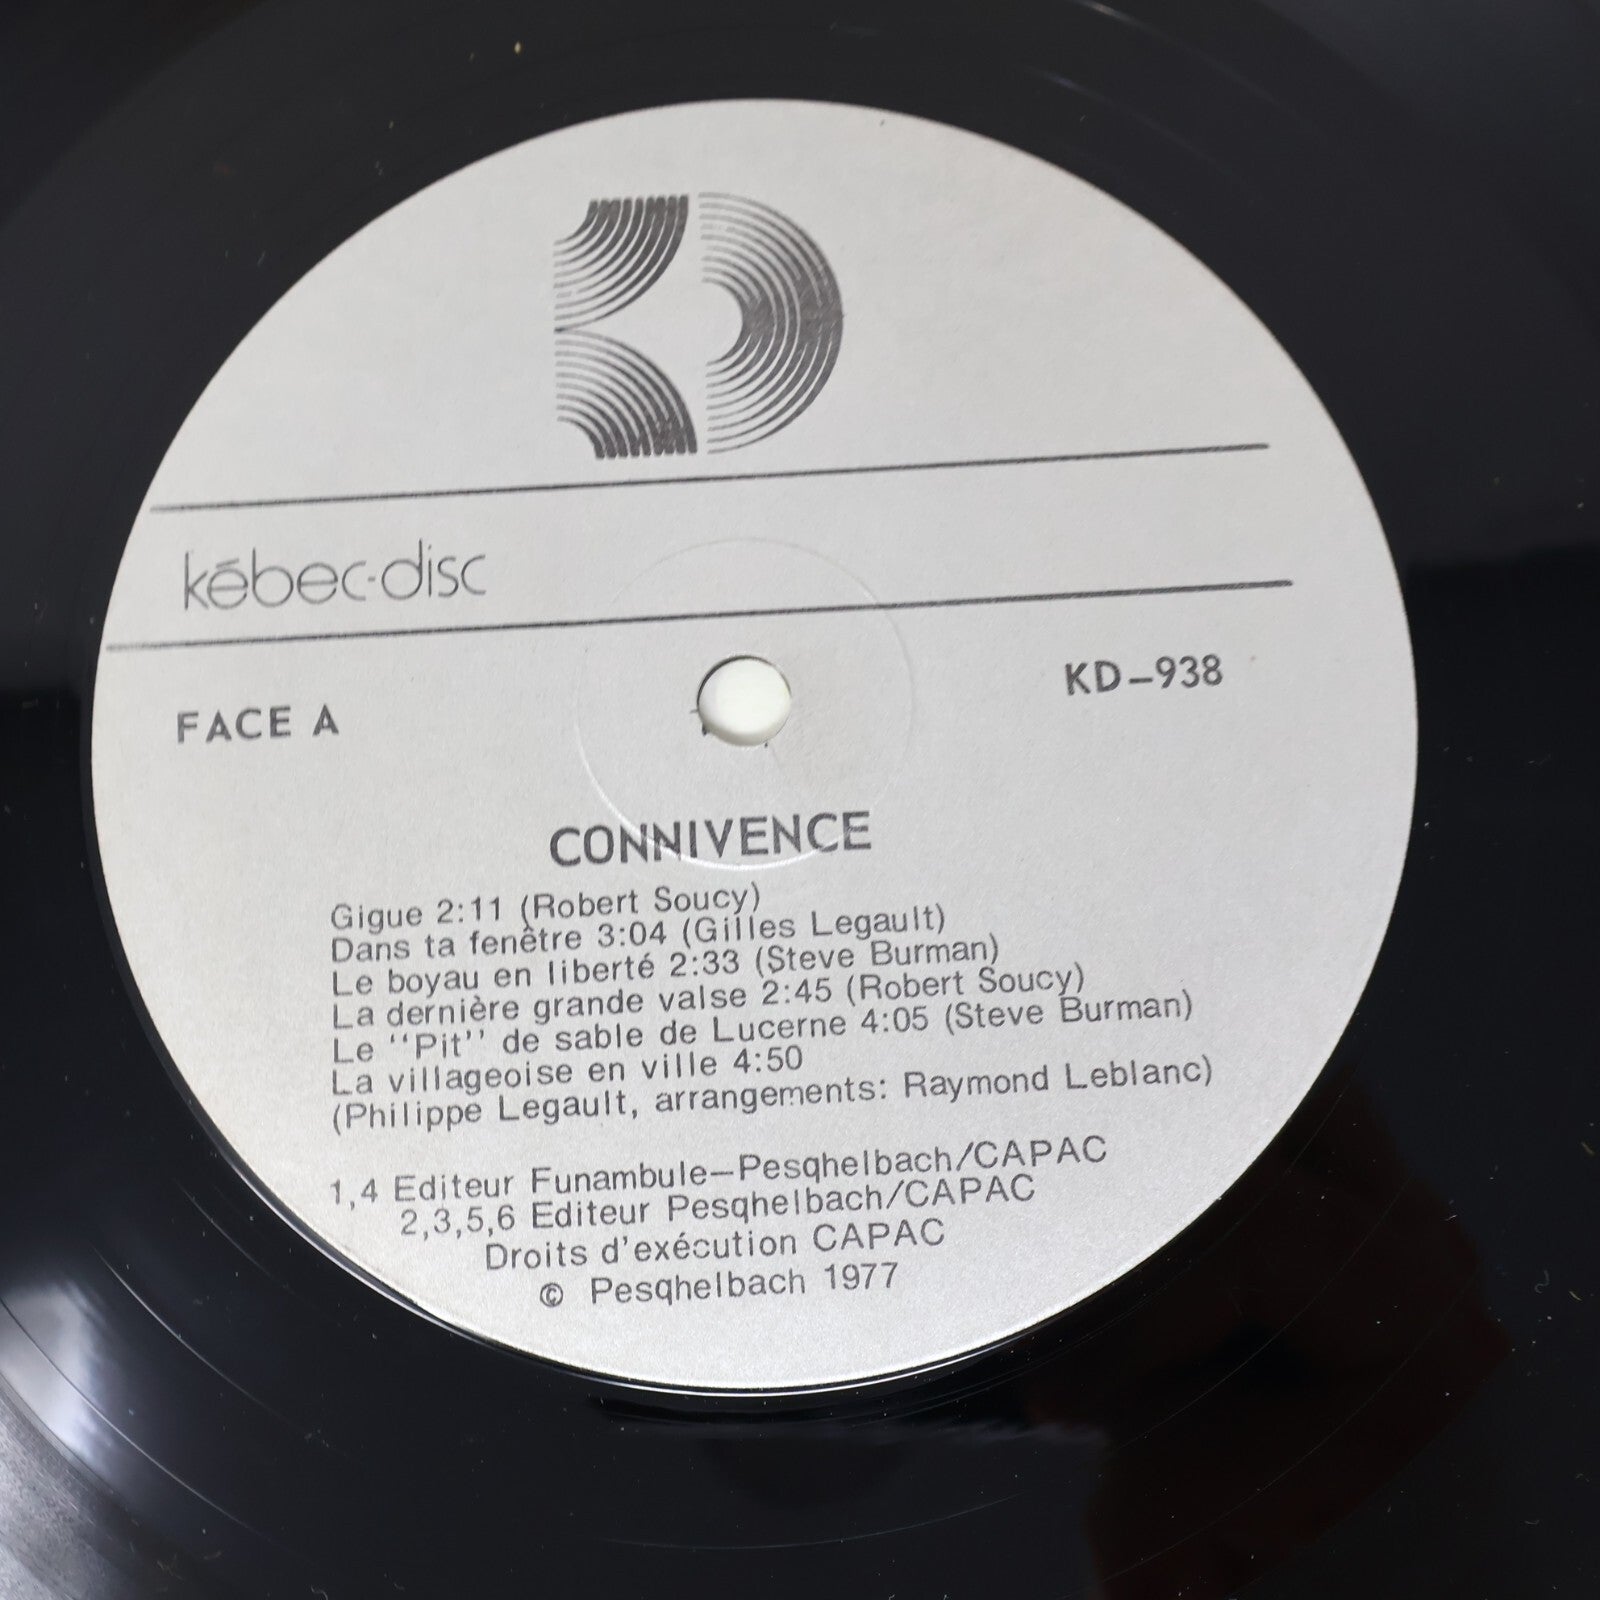 KD
kébec-disc
FACE A
KD-938
CONNIVENCE
Gigue 2:11 (Robert Soucy)
Dans ta fenêtre 3:04 (Gilles Legault)
Le boyau en liberté 2:33 (Steve Burman)
La dernière grande valse 2:45 (Robert Soucy)
Le ''Pit'' de sable de Lucerne 4:05 (Steve Burman)
La villageoise en ville 4:50
(Philippe Legault, arrangements: Raymond Leblanc)
1,4 Editeur Funambule-Pesqhelbach/CAPAC
2,3,5,6 Editeur Pesqhelbach/CAPAC
Droits d'exécution CAPAC
© Pesqhelbach 1977